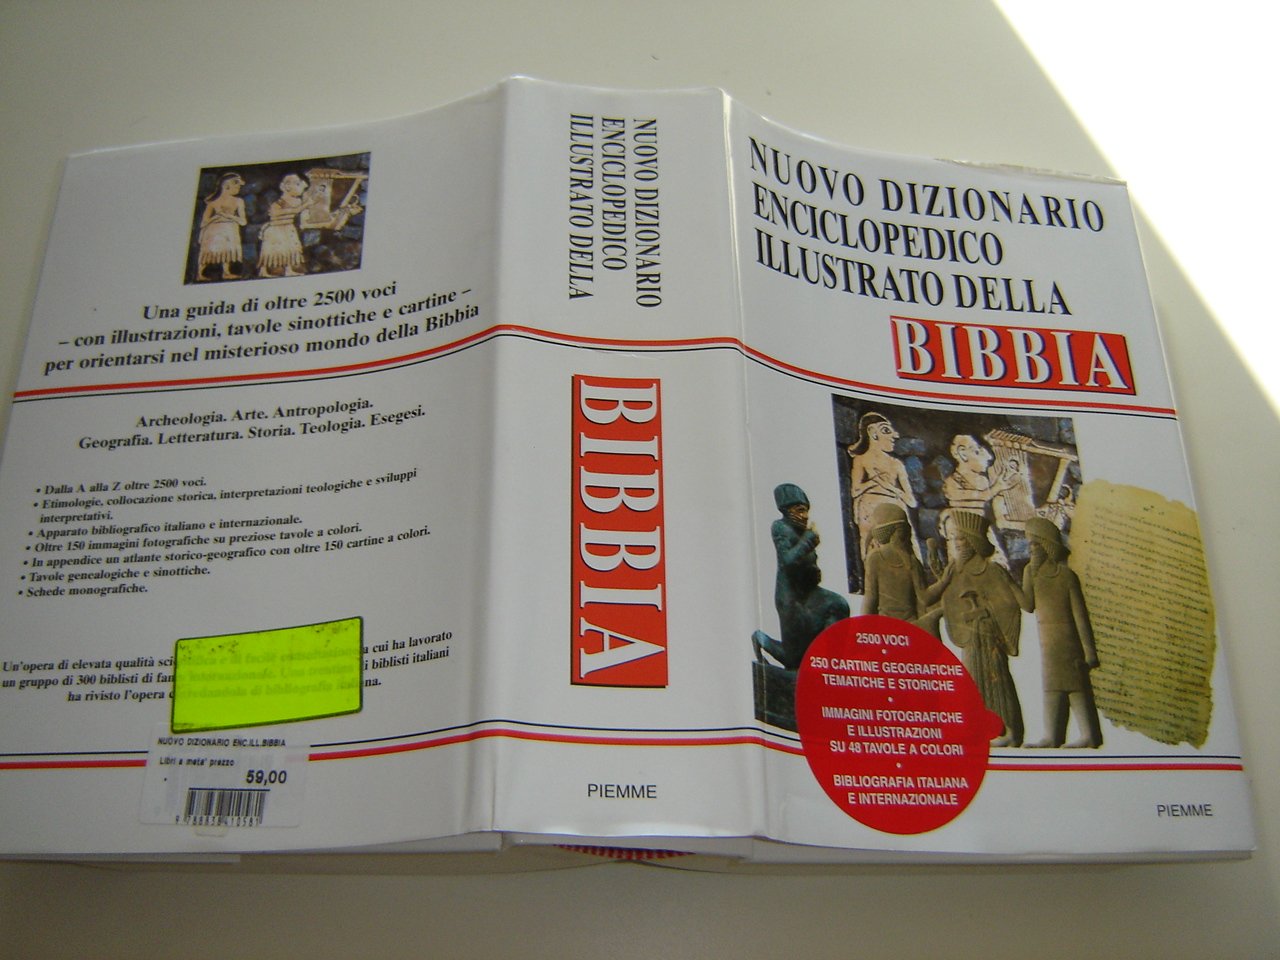 Una guida di oltre 2500 voci
– con illustrazioni, tavole sinottiche e cartine –
per orientarsi nel misterioso mondo della Bibbia
Archeologia. Arte. Antropologia.
Geografia. Letteratura. Storia. Teologia. Esegesi.
• Dalla A alla Z oltre 2500 voci.
• Etimologie, collocazione storica, interpretazioni teologiche e sviluppi
interpretativi.
• Apparato bibliografico italiano e internazionale.
• Oltre 150 immagini fotografiche su preziose tavole a colori.
• In appendice un atlante storico-geografico con oltre 150 cartine a colori.
• Tavole genealogiche e sinottiche.
• Schede monografiche.
Un'opera di elevata qualità a cui ha lavorato
un gruppo di 300 biblisti di biblisti italiani
ha rivisto l'opera
NUOVO DIZIONARIO ENC.ILL.BIBBIA
Libri a meta' prezzo
59,00
9 788838 410581
NUOVO DIZIONARIO
ENCICLOPEDICO
ILLUSTRATO DELLA
BIBBIA
PIEMME
NUOVO DIZIONARIO
ENCICLOPEDICO
ILLUSTRATO DELLA
BIBBIA
2500 VOCI
•
250 CARTINE GEOGRAFICHE
TEMATICHE E STORICHE
•
IMMAGINI FOTOGRAFICHE
E ILLUSTRAZIONI
SU 48 TAVOLE A COLORI
•
BIBLIOGRAFIA ITALIANA
E INTERNAZIONALE
PIEMME